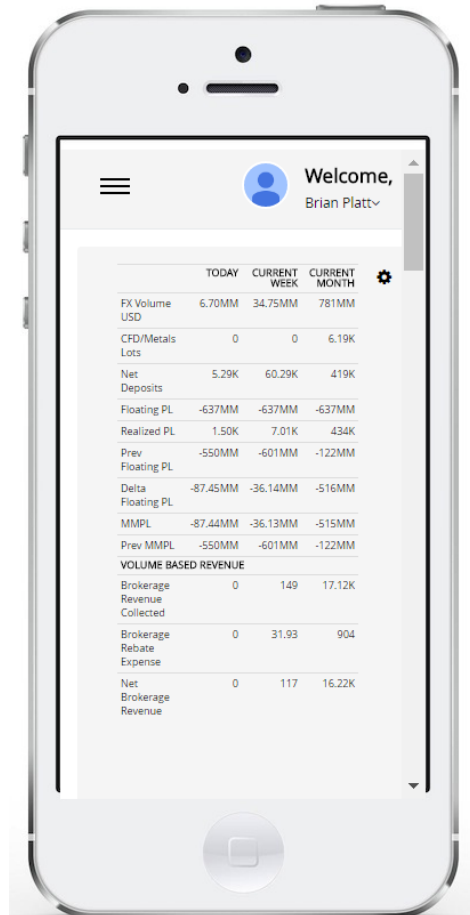 Welcome,
Brian Platt
TODAY CURRENT WEEK CURRENT MONTH
FX Volume USD 6.70MM 34.75MM 781MM
CFD/Metals Lots 0 0 6.19K
Net Deposits 5.29K 60.29K 419K
Floating PL -637MM -637MM -637MM
Realized PL 1.50K 7.01K 434K
Prev Floating PL -550MM -601MM -122MM
Delta Floating PL -87.45MM -36.14MM -516MM
MMPL -87.44MM -36.13MM -515MM
Prev MMPL -550MM -601MM -122MM
VOLUME BASED REVENUE
Brokerage Revenue Collected 0 149 17.12K
Brokerage Rebate Expense 0 31.93 904
Net Brokerage Revenue 0 117 16.22K